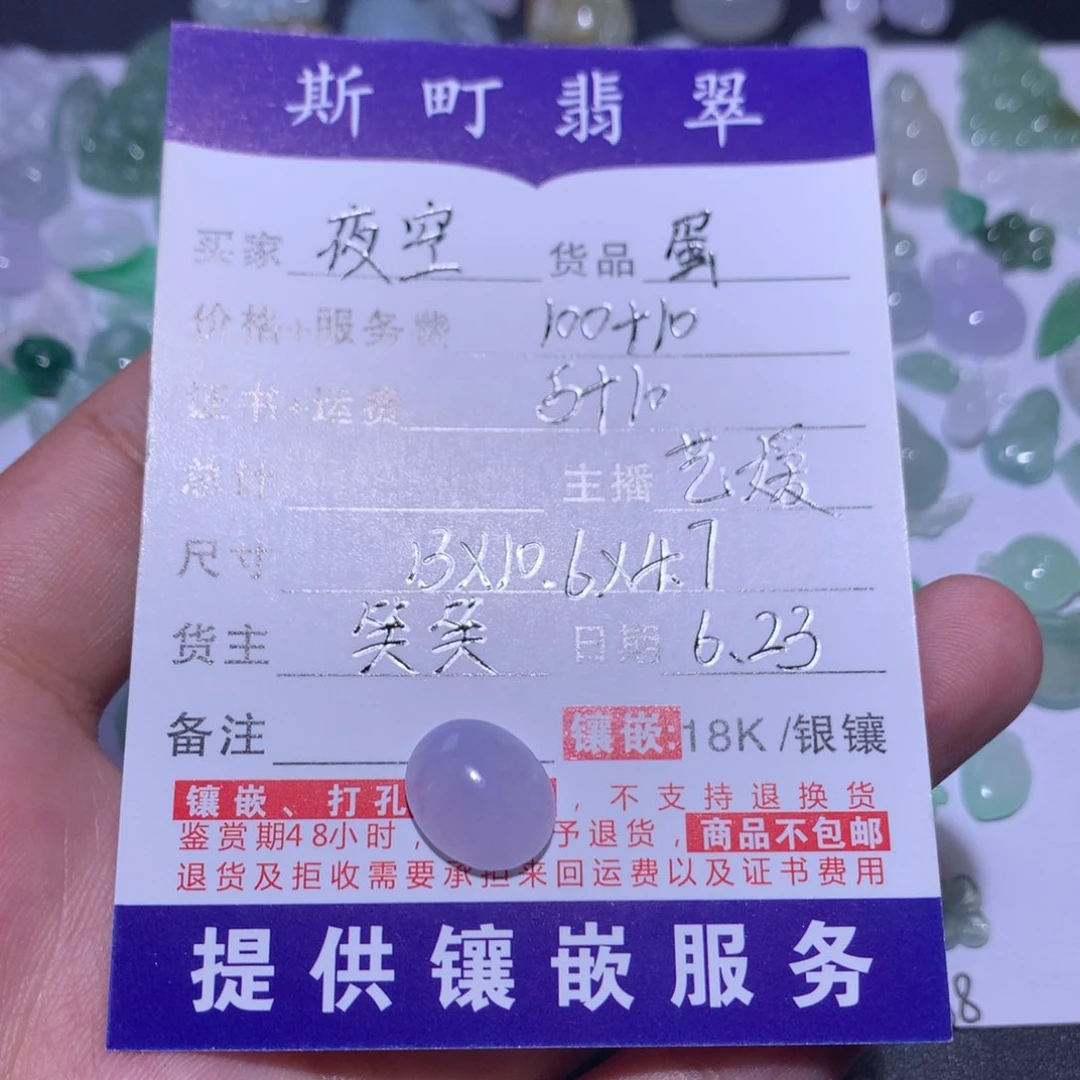 斯町翡翠
买家 夜空 货品 蛋
价格+服务费 100+10
证书+运费 5+10
总计 主播 艺媛
尺寸 13X10.6X4.7
货主 笑笑 日期 6.23
备注 镶嵌:18K/银镶
镶嵌、打孔 ,不支持退换货
鉴赏期48小时, 予退货,商品不包邮
退货及拒收需要承担来回运费以及证书费用
提供镶嵌服务